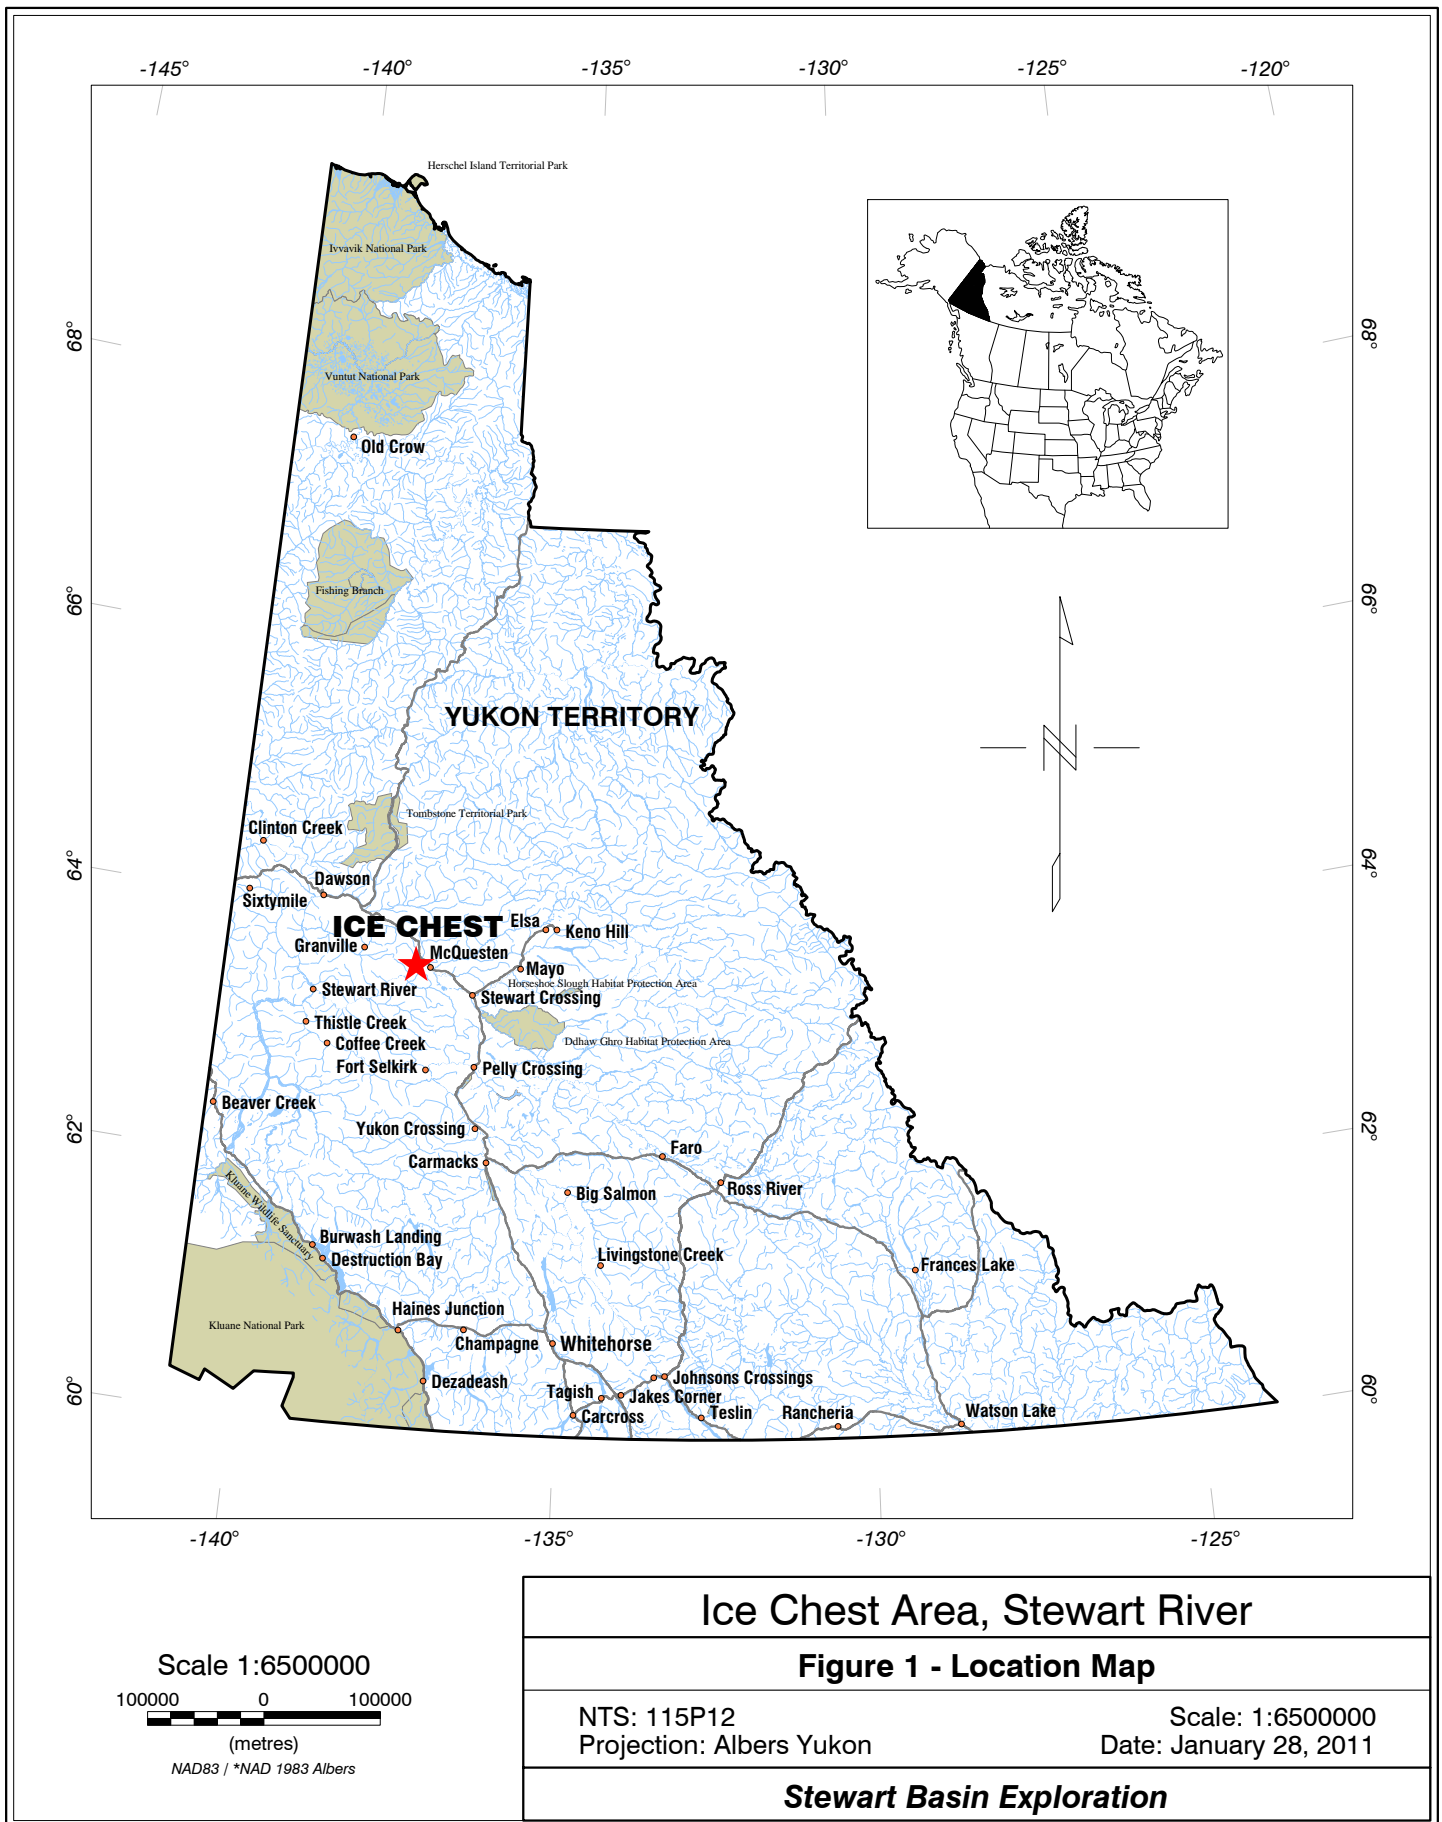 -145° -140° -135° -130° -125° -120°
Herschel Island Territorial Park
Ivvavik National Park
68° 68°
Vuntut National Park
Old Crow
Fishing Branch
66° 66°
YUKON TERRITORY
N
Tombstone Territorial Park
Clinton Creek
64° 64°
Dawson
Sixtymile
ICE CHEST
Elsa
Keno Hill
Granville
McQuesten
Mayo
Horseshoe Slough Habitat Protection Area
Stewart River
Stewart Crossing
Thistle Creek
Coffee Creek
Ddhaw Ghro Habitat Protection Area
Fort Selkirk
Pelly Crossing
Beaver Creek
62° 62°
Yukon Crossing
Faro
Carmacks
Ross River
Big Salmon
Kluane Wildlife Sanctuary
Burwash Landing
Destruction Bay
Livingstone Creek
Frances Lake
Haines Junction
Kluane National Park
Champagne
Whitehorse
Dezadeash
Johnsons Crossings
60° 60°
Tagish
Jakes Corner
Carcross
Teslin
Rancheria
Watson Lake
-140° -135° -130° -125°
Ice Chest Area, Stewart River
Figure 1 - Location Map
NTS: 115P12
Scale: 1:6500000
Projection: Albers Yukon
Date: January 28, 2011
Stewart Basin Exploration
Scale 1:6500000
100000 0 100000
(metres)
NAD83 / *NAD 1983 Albers